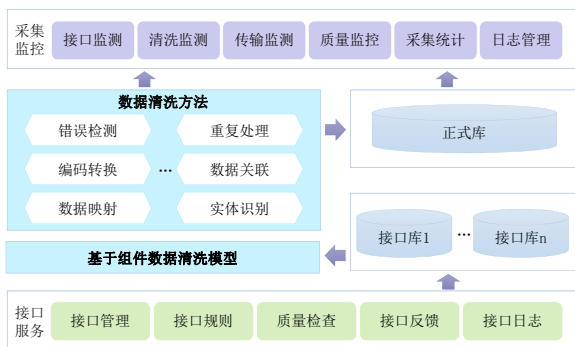 采集
监控
接口监测
清洗监测
传输监测
质量监控
采集统计
日志管理
数据清洗方法
错误检测
重复处理
编码转换
...
数据关联
数据映射
实体识别
正式库
接口库1
...
接口库n
基于组件数据清洗模型
接口
服务
接口管理
接口规则
质量检查
接口反馈
接口日志